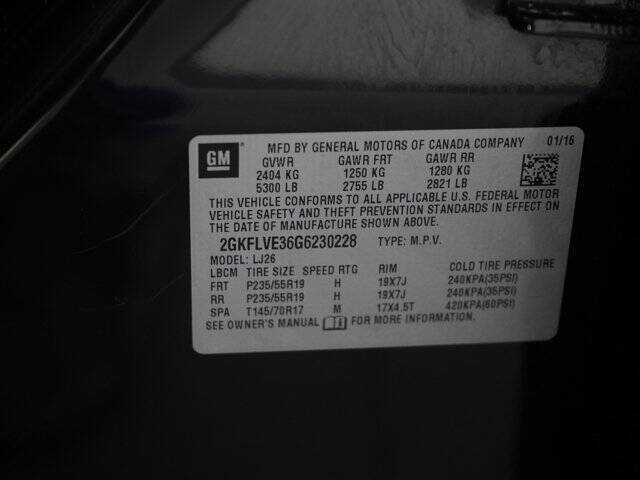 GM
MFD BY GENERAL MOTORS OF CANADA COMPANY 01/16
GVWR GAWR FRT GAWR RR
2404 KG 1250 KG 1280 KG
5300 LB 2755 LB 2821 LB
THIS VEHICLE CONFORMS TO ALL APPLICABLE U.S. FEDERAL MOTOR
VEHICLE SAFETY AND THEFT PREVENTION STANDARDS IN EFFECT ON
THE DATE OF MANUFACTURE SHOWN ABOVE.
2GKFLVE36G6230228 TYPE: M.P.V.
MODEL: LJ26
LBCM TIRE SIZE SPEED RTG RIM COLD TIRE PRESSURE
FRT P235/55R19 H 19X7J 240KPA(35PSI)
RR P235/55R19 H 19X7J 240KPA(35PSI)
SPA T145/70R17 M 17X4.5T 420KPA(60PSI)
SEE OWNER'S MANUAL FOR MORE INFORMATION.